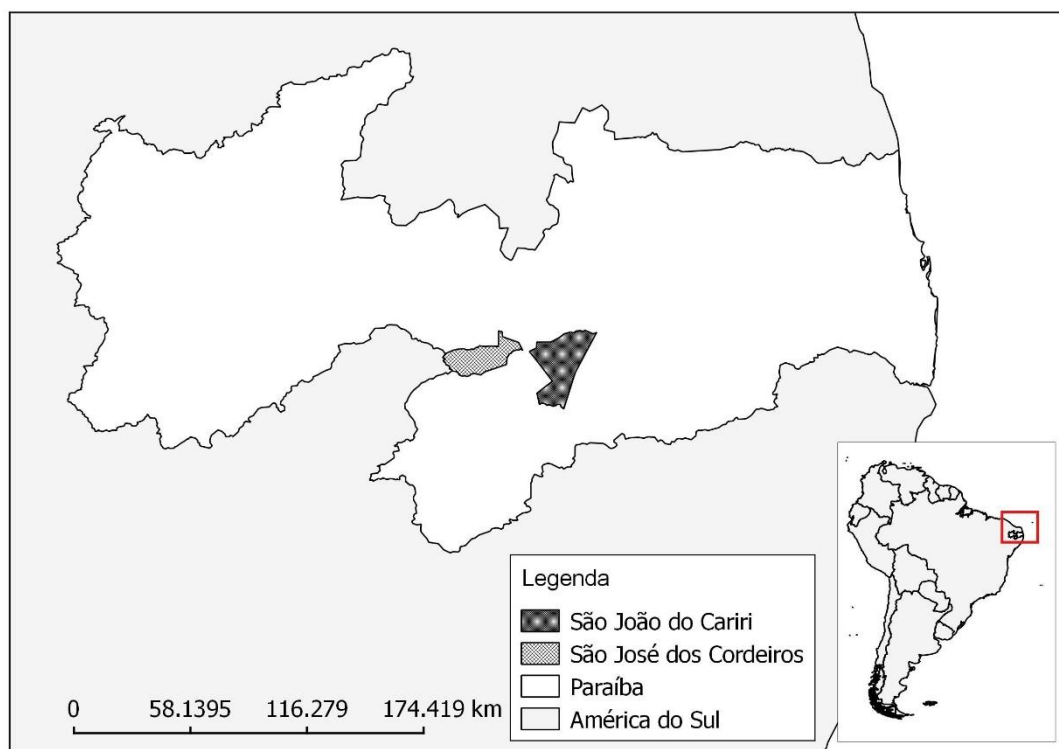 Legenda
São João do Cariri
São José dos Cordeiros
Paraíba
América do Sul
0 58.1395 116.279 174.419 km